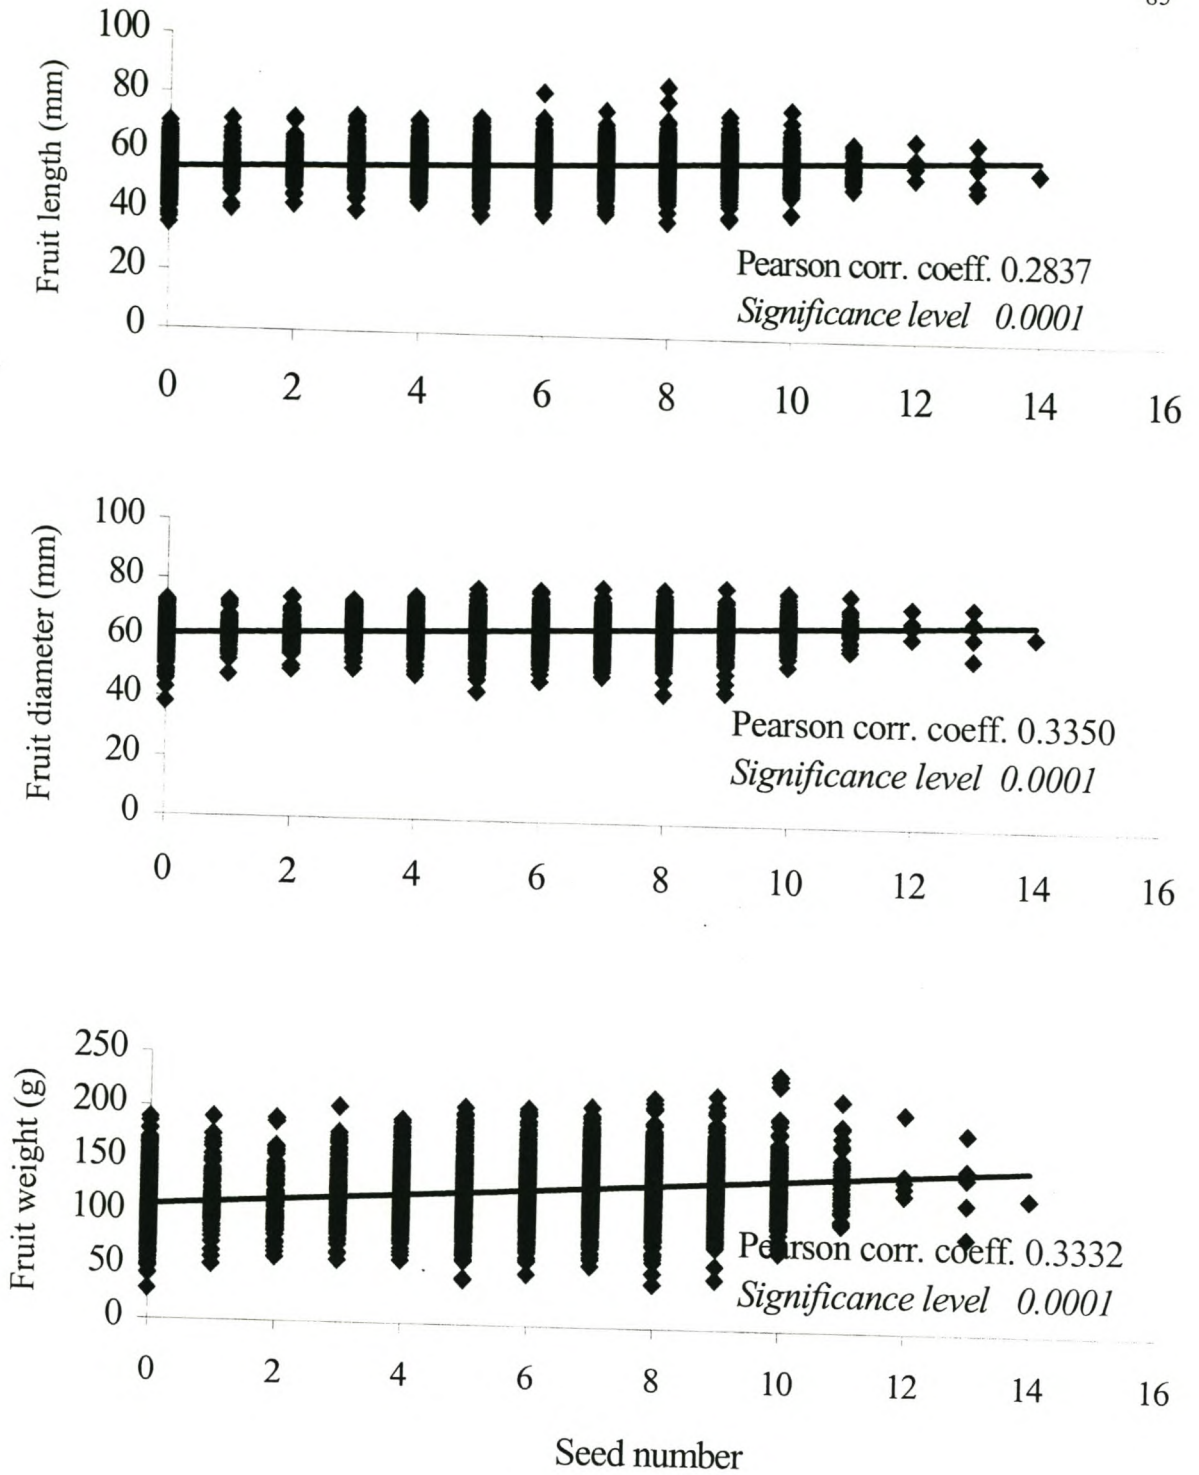 Fruit length (mm)
100
80
60
40
20
0
Pearson corr. coeff. 0.2837
Significance level 0.0001
0 2 4 6 8 10 12 14 16
Fruit diameter (mm)
100
80
60
40
20
0
Pearson corr. coeff. 0.3350
Significance level 0.0001
0 2 4 6 8 10 12 14 16
Fruit weight (g)
250
200
150
100
50
0
Pearson corr. coeff. 0.3332
Significance level 0.0001
0 2 4 6 8 10 12 14 16
Seed number